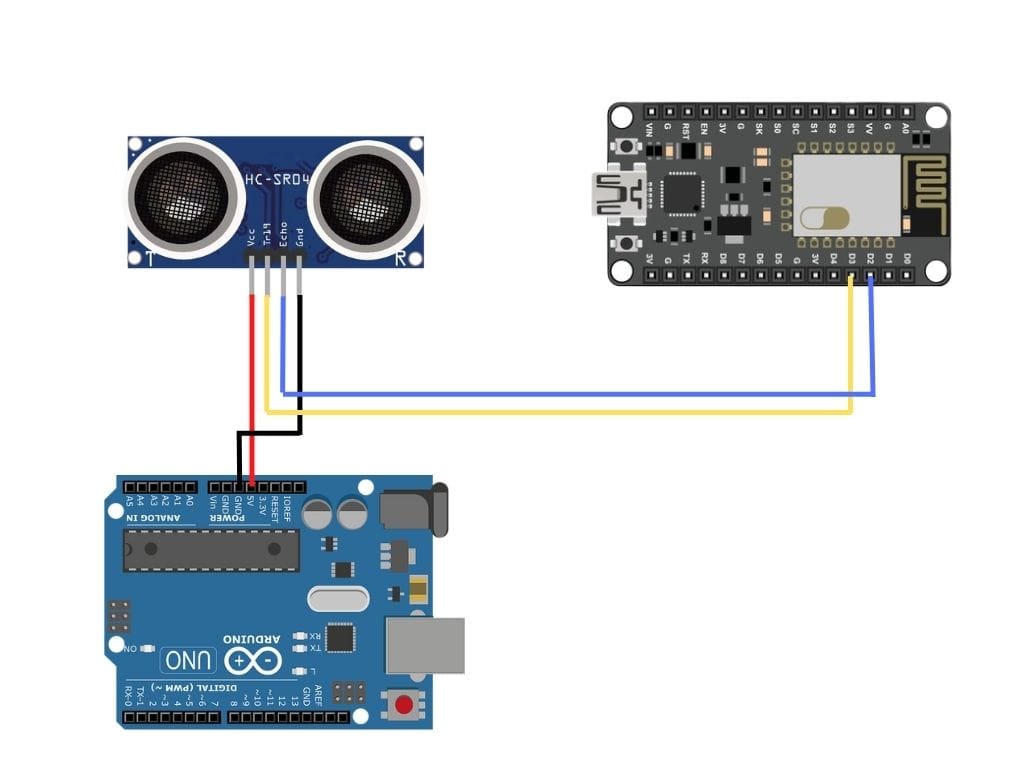 HC-SR04
Vcc
Trig
Echo
Gnd
T
R
VIN
G
RST
EN
3V
G
SK
S0
SC
S1
S2
S3
VV
G
A0
3V
G
TX
RX
D8
D7
D6
D5
G
3V
D4
D3
D2
D1
D0
A5
A4
A3
A2
A1
A0
Vin
GND
GND
5V
3.3V
RESET
IOREF
ANALOG IN
POWER
RX
TX
ARDUINO
ON
UNO
L
DIGITAL (PWM ~)
RX-0
TX-1
2
~3
4
~5
~6
7
8
~9
~10
~11
12
13
GND
AREF